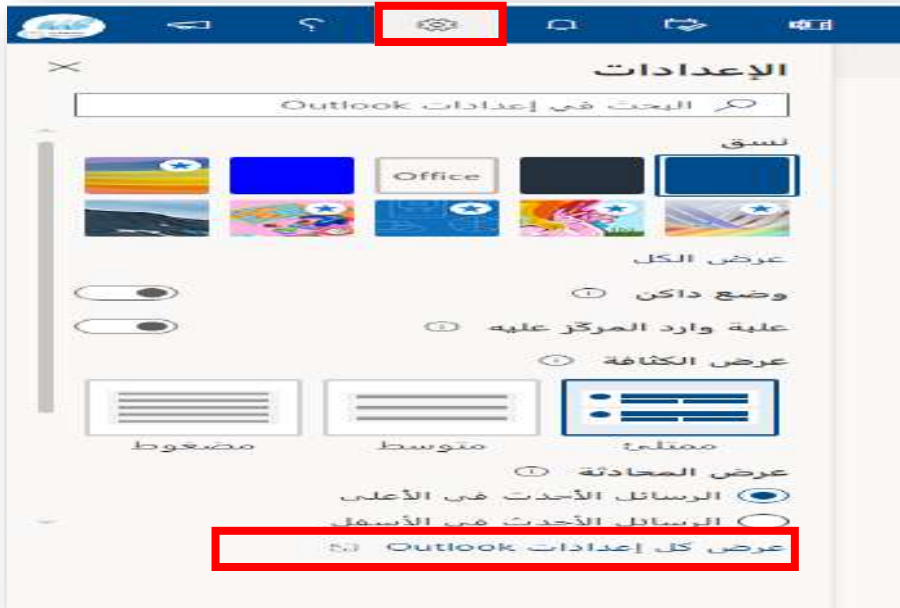 الإعدادات
البحث في إعدادات Outlook
نسق
Office
عرض الكل
وضع داكن
علبة وارد المركّز عليه
عرض الكثافة
ممتلئ
متوسط
مضغوط
عرض المحادثة
الرسائل الأحدث في الأعلى
الرسائل الأحدث في الأسفل
عرض كل إعدادات Outlook